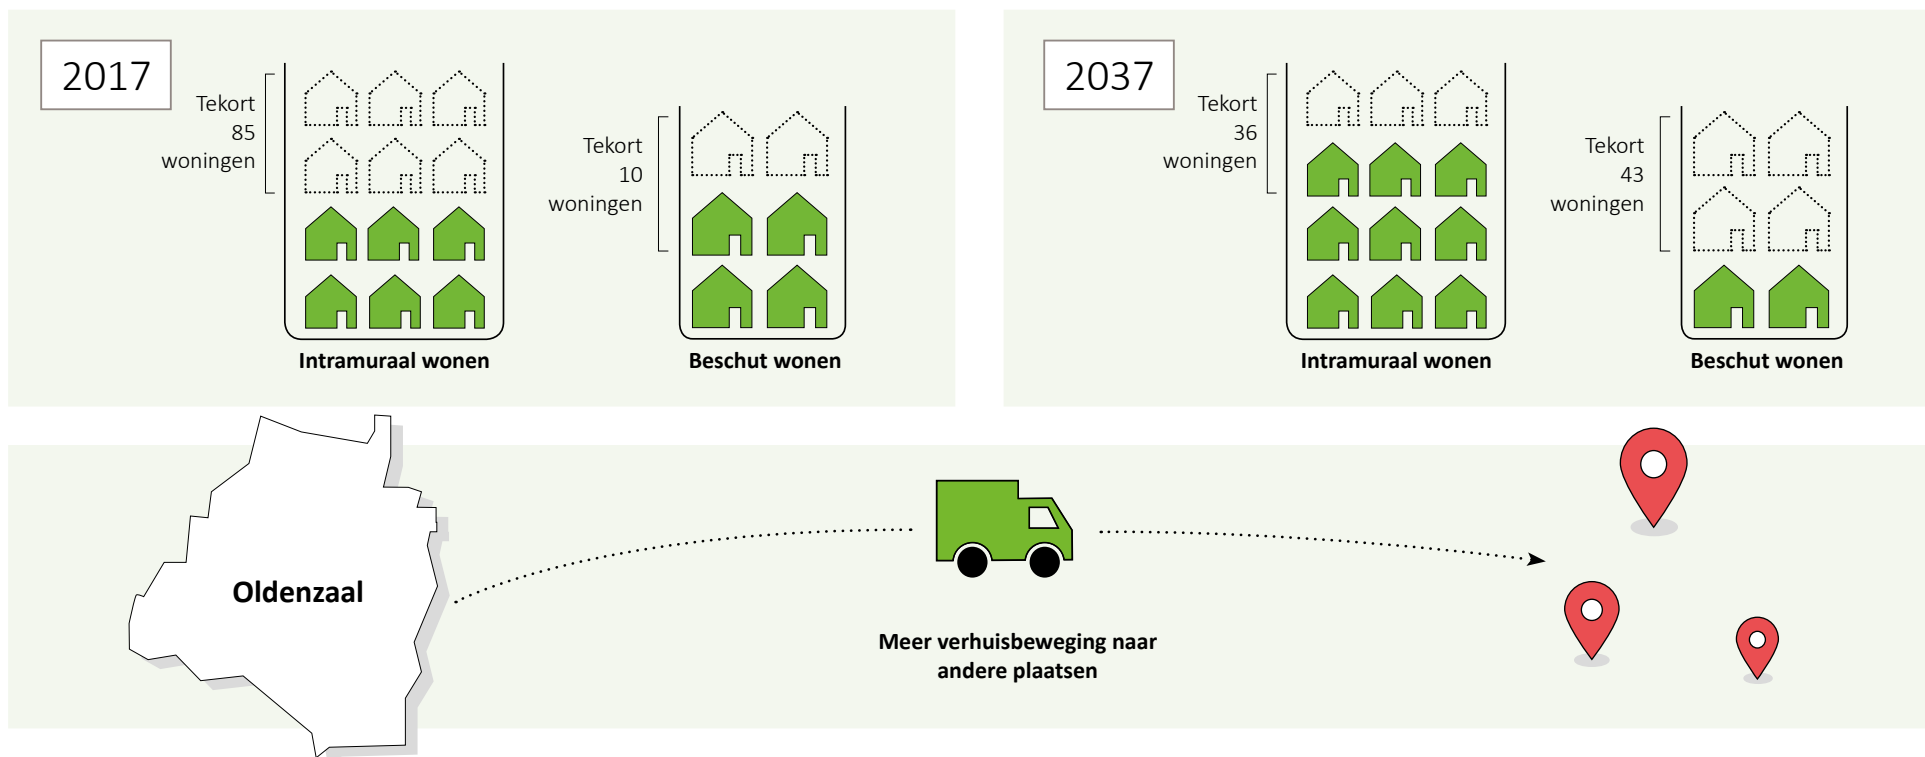 2017
Tekort
85
woningen
Intramuraal wonen
Tekort
10
woningen
Beschut wonen
2037
Tekort
36
woningen
Intramuraal wonen
Tekort
43
woningen
Beschut wonen
Oldenzaal
Meer verhuisbeweging naar
andere plaatsen